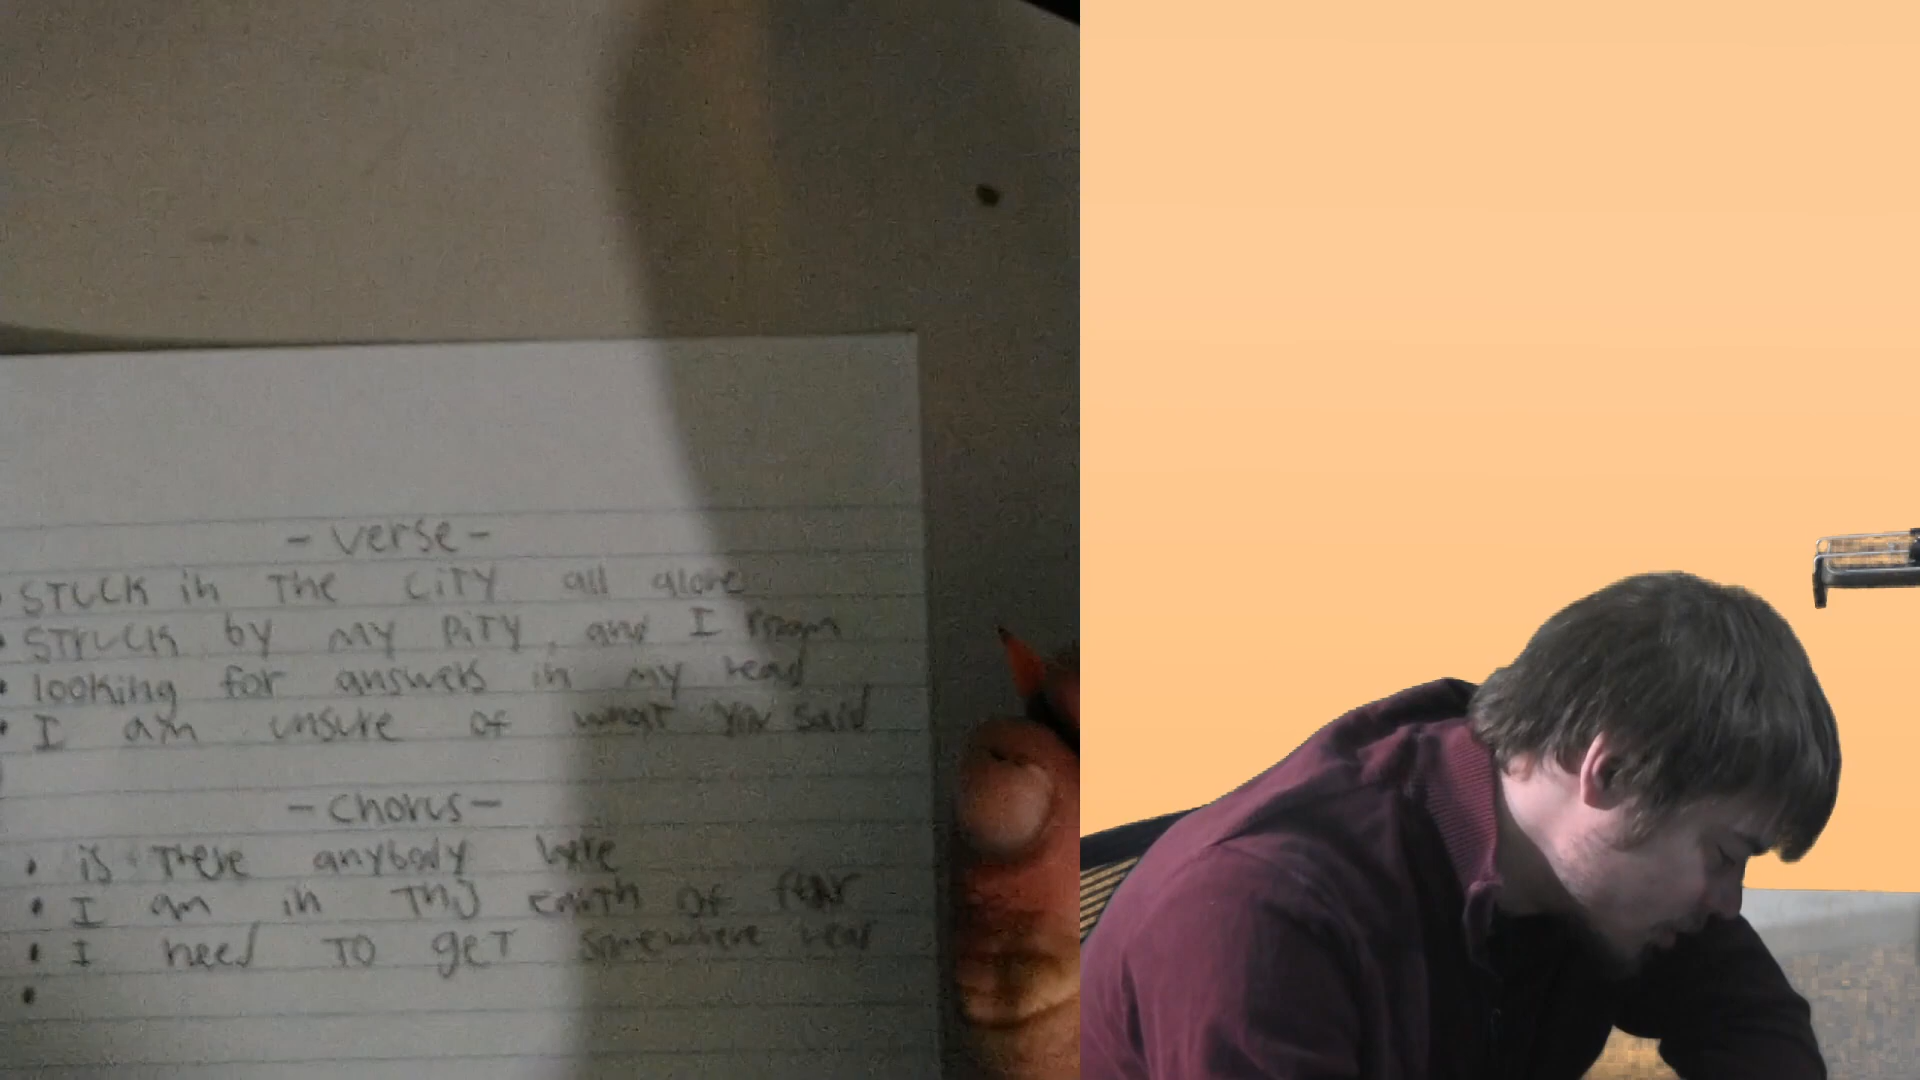 - verse -
STUCK in The CiTY all alone
STRUCK by my PiTY, and I roam
looking for answers in my head
I am unsure of what you said
- chorus -
is There anybody here
I am in This earth of fear
I need TO geT somewhere near